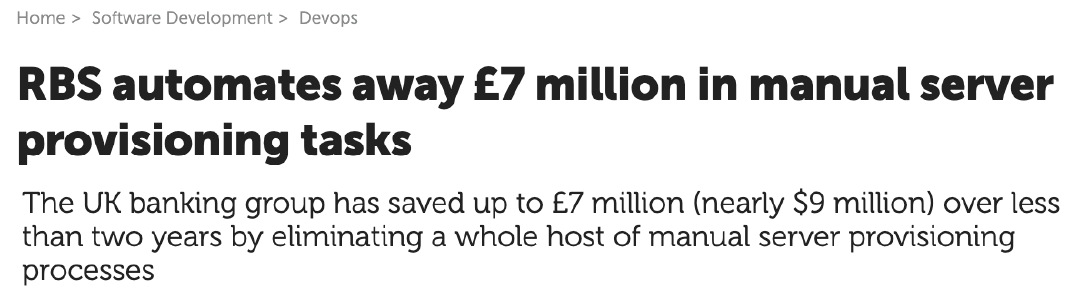 Home > Software Development > Devops
RBS automates away £7 million in manual server
provisioning tasks
The UK banking group has saved up to £7 million (nearly $9 million) over less
than two years by eliminating a whole host of manual server provisioning
processes